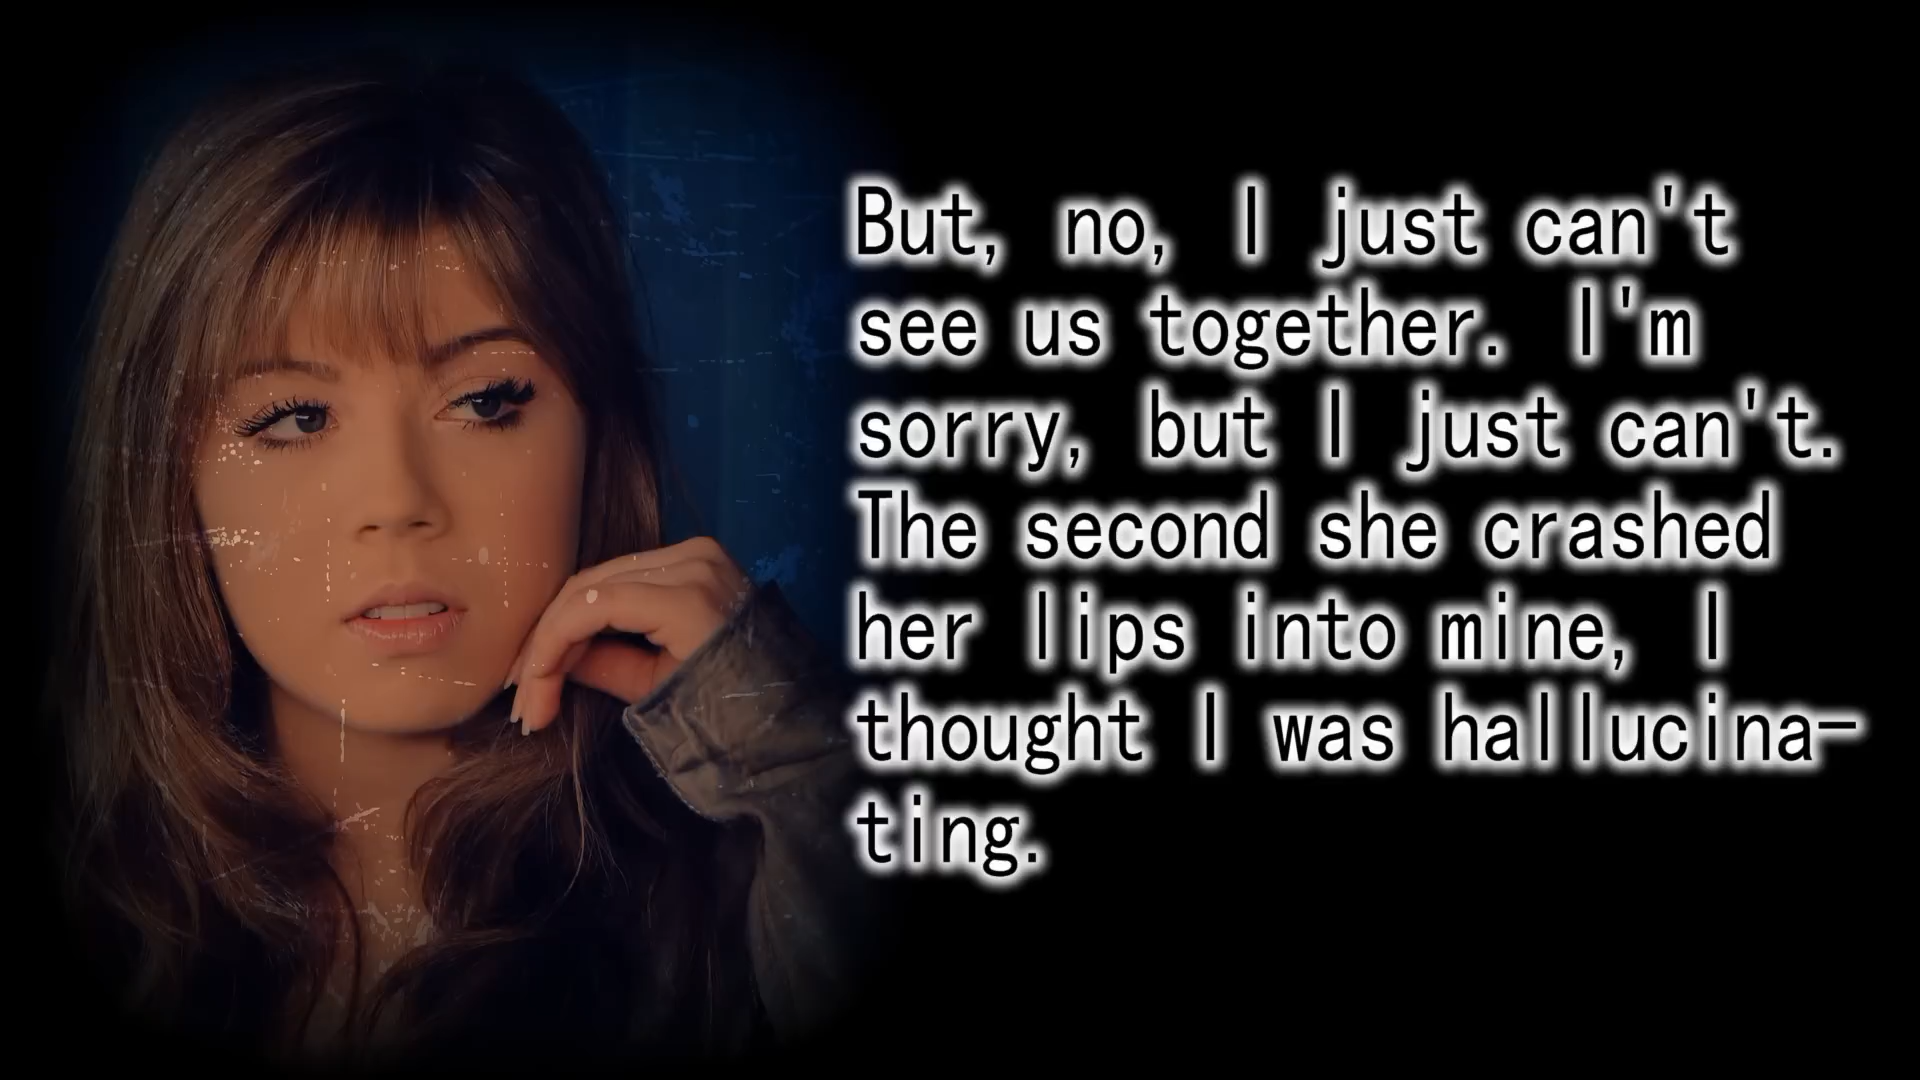 But, no, I just can't
see us together. I'm
sorry, but I just can't.
The second she crashed
her lips into mine, I
thought I was hallucina-
ting.